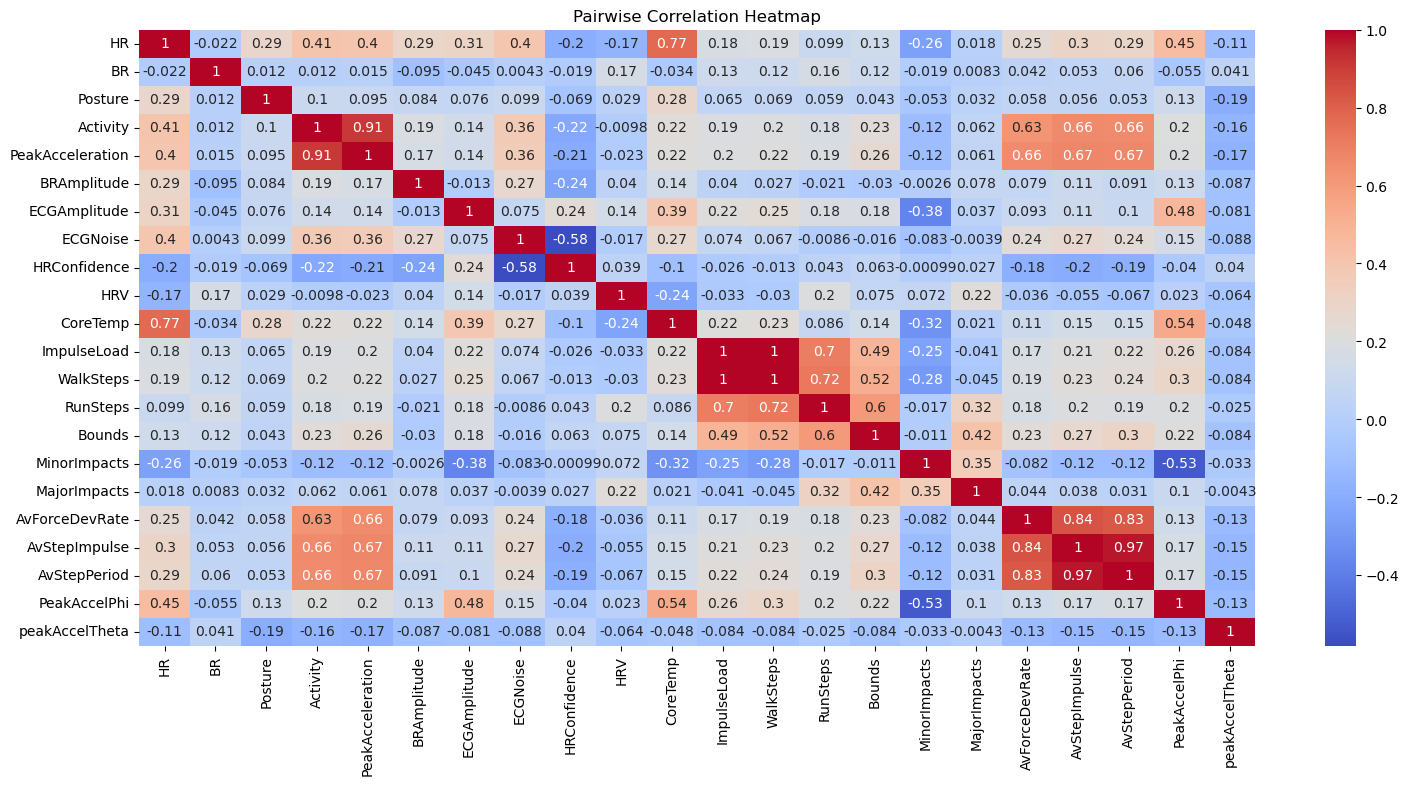 Pairwise Correlation Heatmap
HR 1 -0.022 0.29 0.41 0.4 0.29 0.31 0.4 -0.2 -0.17 0.77 0.18 0.19 0.099 0.13 -0.26 0.018 0.25 0.3 0.29 0.45 -0.11
BR -0.022 1 0.012 0.012 0.015 -0.095 -0.045 0.0043 -0.019 0.17 -0.034 0.13 0.12 0.16 0.12 -0.019 0.0083 0.042 0.053 0.06 -0.055 0.041
Posture 0.29 0.012 1 0.1 0.095 0.084 0.076 0.099 -0.069 0.029 0.28 0.065 0.069 0.059 0.043 -0.053 0.032 0.058 0.056 0.053 0.13 -0.19
Activity 0.41 0.012 0.1 1 0.91 0.19 0.14 0.36 -0.22 -0.0098 0.22 0.19 0.2 0.18 0.23 -0.12 0.062 0.63 0.66 0.66 0.2 -0.16
PeakAcceleration 0.4 0.015 0.095 0.91 1 0.17 0.14 0.36 -0.21 -0.023 0.22 0.2 0.22 0.19 0.26 -0.12 0.061 0.66 0.67 0.67 0.2 -0.17
BRAmplitude 0.29 -0.095 0.084 0.19 0.17 1 -0.013 0.27 -0.24 0.04 0.14 0.04 0.027 -0.021 -0.03 -0.0026 0.078 0.079 0.11 0.091 0.13 -0.087
ECGAmplitude 0.31 -0.045 0.076 0.14 0.14 -0.013 1 0.075 0.24 0.14 0.39 0.22 0.25 0.18 0.18 -0.38 0.037 0.093 0.11 0.1 0.48 -0.081
ECGNoise 0.4 0.0043 0.099 0.36 0.36 0.27 0.075 1 -0.58 -0.017 0.27 0.074 0.067 -0.0086 -0.016 -0.083 -0.0039 0.24 0.27 0.24 0.15 -0.088
HRConfidence -0.2 -0.019 -0.069 -0.22 -0.21 -0.24 0.24 -0.58 1 0.039 -0.1 -0.026 -0.013 0.043 0.063 -0.00099 0.027 -0.18 -0.2 -0.19 -0.04 0.04
HRV -0.17 0.17 0.029 -0.0098 -0.023 0.04 0.14 -0.017 0.039 1 -0.24 -0.033 -0.03 0.2 0.075 0.072 0.22 -0.036 -0.055 -0.067 0.023 -0.064
CoreTemp 0.77 -0.034 0.28 0.22 0.22 0.14 0.39 0.27 -0.1 -0.24 1 0.22 0.23 0.086 0.14 -0.32 0.021 0.11 0.15 0.15 0.54 -0.048
ImpulseLoad 0.18 0.13 0.065 0.19 0.2 0.04 0.22 0.074 -0.026 -0.033 0.22 1 1 0.7 0.49 -0.25 -0.041 0.17 0.21 0.22 0.26 -0.084
WalkSteps 0.19 0.12 0.069 0.2 0.22 0.027 0.25 0.067 -0.013 -0.03 0.23 1 1 0.72 0.52 -0.28 -0.045 0.19 0.23 0.24 0.3 -0.084
RunSteps 0.099 0.16 0.059 0.18 0.19 -0.021 0.18 -0.0086 0.043 0.2 0.086 0.7 0.72 1 0.6 -0.017 0.32 0.18 0.2 0.19 0.2 -0.025
Bounds 0.13 0.12 0.043 0.23 0.26 -0.03 0.18 -0.016 0.063 0.075 0.14 0.49 0.52 0.6 1 -0.011 0.42 0.23 0.27 0.3 0.22 -0.084
MinorImpacts -0.26 -0.019 -0.053 -0.12 -0.12 -0.0026 -0.38 -0.083 -0.00099 0.072 -0.32 -0.25 -0.28 -0.017 -0.011 1 0.35 -0.082 -0.12 -0.12 -0.53 -0.033
MajorImpacts 0.018 0.0083 0.032 0.062 0.061 0.078 0.037 -0.0039 0.027 0.22 0.021 -0.041 -0.045 0.32 0.42 0.35 1 0.044 0.038 0.031 0.1 -0.0043
AvForceDevRate 0.25 0.042 0.058 0.63 0.66 0.079 0.093 0.24 -0.18 -0.036 0.11 0.17 0.19 0.18 0.23 -0.082 0.044 1 0.84 0.83 0.13 -0.13
AvStepImpulse 0.3 0.053 0.056 0.66 0.67 0.11 0.11 0.27 -0.2 -0.055 0.15 0.21 0.23 0.2 0.27 -0.12 0.038 0.84 1 0.97 0.17 -0.15
AvStepPeriod 0.29 0.06 0.053 0.66 0.67 0.091 0.1 0.24 -0.19 -0.067 0.15 0.22 0.24 0.19 0.3 -0.12 0.031 0.83 0.97 1 0.17 -0.15
PeakAccelPhi 0.45 -0.055 0.13 0.2 0.2 0.13 0.48 0.15 -0.04 0.023 0.54 0.26 0.3 0.2 0.22 -0.53 0.1 0.13 0.17 0.17 1 -0.13
peakAccelTheta -0.11 0.041 -0.19 -0.16 -0.17 -0.087 -0.081 -0.088 0.04 -0.064 -0.048 -0.084 -0.084 -0.025 -0.084 -0.033 -0.0043 -0.13 -0.15 -0.15 -0.13 1
HR
BR
Posture
Activity
PeakAcceleration
BRAmplitude
ECGAmplitude
ECGNoise
HRConfidence
HRV
CoreTemp
ImpulseLoad
WalkSteps
RunSteps
Bounds
MinorImpacts
MajorImpacts
AvForceDevRate
AvStepImpulse
AvStepPeriod
PeakAccelPhi
peakAccelTheta
1.0
0.8
0.6
0.4
0.2
0.0
−0.2
−0.4